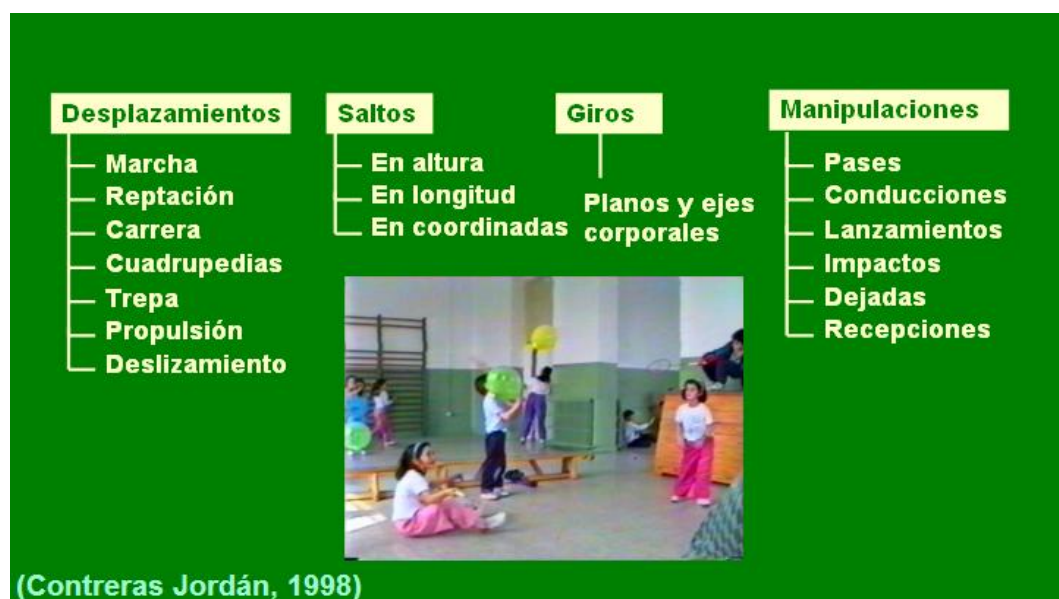 Desplazamientos
Marcha
Reptación
Carrera
Cuadrupedias
Trepa
Propulsión
Deslizamiento
Saltos
En altura
En longitud
En coordinadas
Giros
Planos y ejes
corporales
Manipulaciones
Pases
Conducciones
Lanzamientos
Impactos
Dejadas
Recepciones
(Contreras Jordán, 1998)